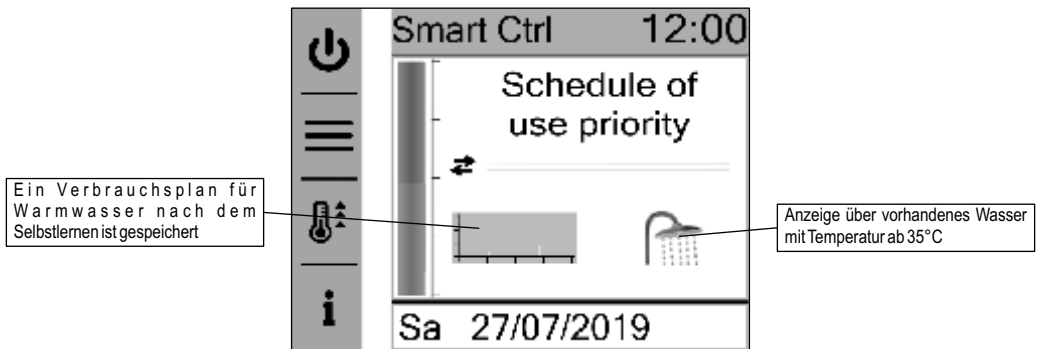 Smart Ctrl 12:00
Schedule of
use priority
Ein Verbrauchsplan für
Warmwasser nach dem
Selbstlernen ist gespeichert
Anzeige über vorhandenes Wasser
mit Temperatur ab 35°C
i
Sa 27/07/2019